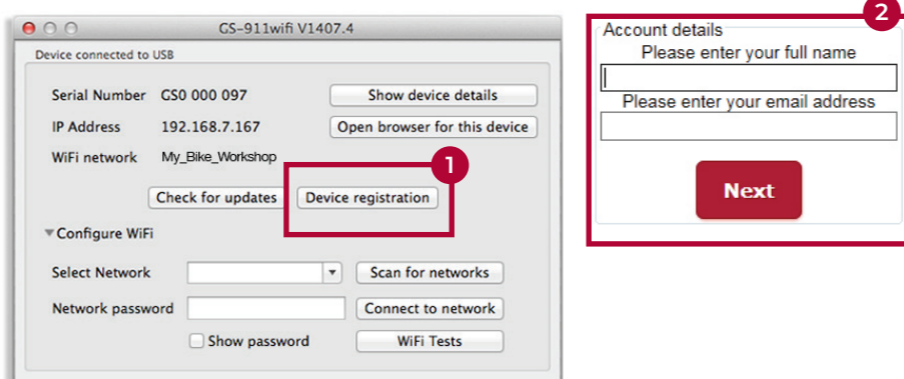 GS-911wifi V1407.4
Device connected to USB
Serial Number GS0 000 097 Show device details
IP Address 192.168.7.167 Open browser for this device
WiFi network My_Bike_Workshop
1
Check for updates Device registration
Configure WiFi
Select Network Scan for networks
Network password Connect to network
Show password WiFi Tests
2
Account details
Please enter your full name
Please enter your email address
Next